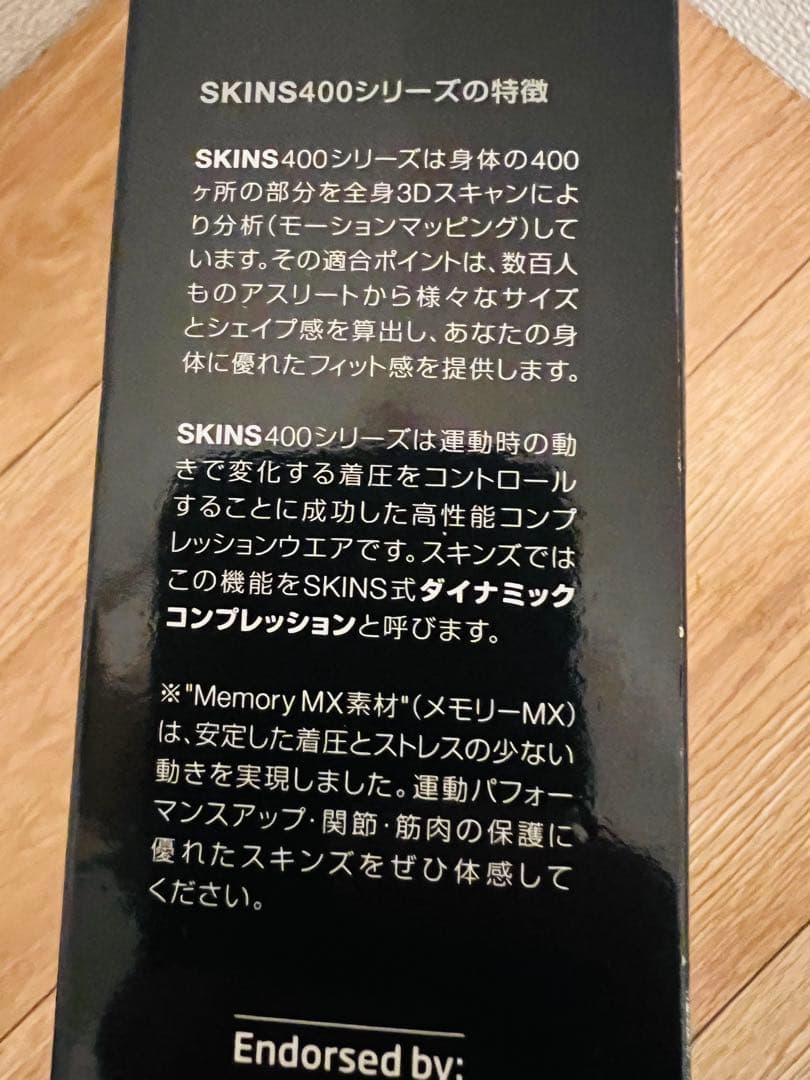 SKINS400シリーズの特徴
SKINS400シリーズは身体の400
ヶ所の部分を全身3Dスキャンによ
り分析(モーションマッピング)して
います。その適合ポイントは、数百人
ものアスリートから様々なサイズ
とシェイプ感を算出し、あなたの身
体に優れたフィット感を提供します。
SKINS400シリーズは運動時の動
きで変化する着圧をコントロール
することに成功した高性能コンプ
レッションウエアです。スキンズでは
この機能をSKINS式ダイナミック
コンプレッションと呼びます。
※"Memory MX素材"(メモリーMX)
は、安定した着圧とストレスの少ない
動きを実現しました。運動パフォー
マンスアップ・関節・筋肉の保護に
優れたスキンズをぜひ体感して
ください。
Endorsed by: